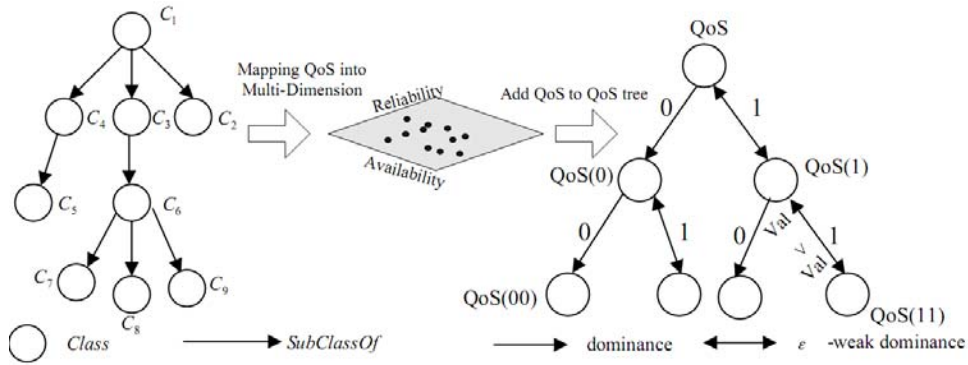 C1
C4
C3
C2
C5
C6
C7
C8
C9
Class
SubClassOf
Mapping QoS into
Multi-Dimension
Reliability
Availability
Add QoS to QoS tree
QoS
0
1
QoS(0)
QoS(1)
0
1
0
Val
<
Val
1
QoS(00)
QoS(11)
dominance
ε -weak dominance